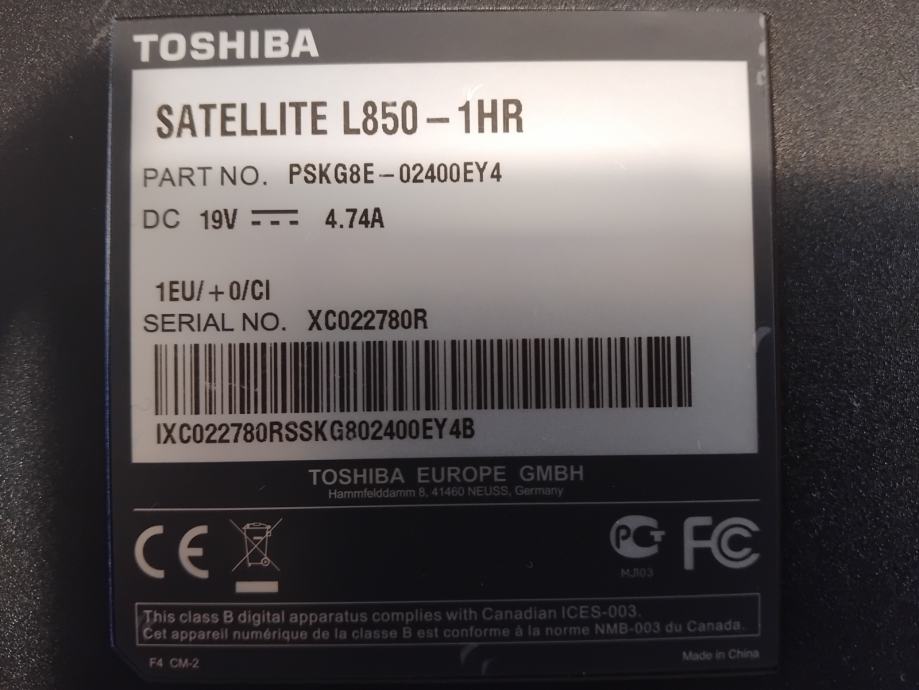 TOSHIBA
SATELLITE L850-1HR
PART NO. PSKG8E-02400EY4
DC 19V 4.74A
1EU/+0/CI
SERIAL NO. XC022780R
IXC022780RSSKG802400EY4B
TOSHIBA EUROPE GMBH
Hammfelddamm 8, 41460 NEUSS, Germany
CE
PCT FC
MJ103
This class B digital apparatus complies with Canadian ICES-003.
Cet appareil numérique de la classe B est conforme à la norme NMB-003 du Canada.
F4 CM-2 Made in China